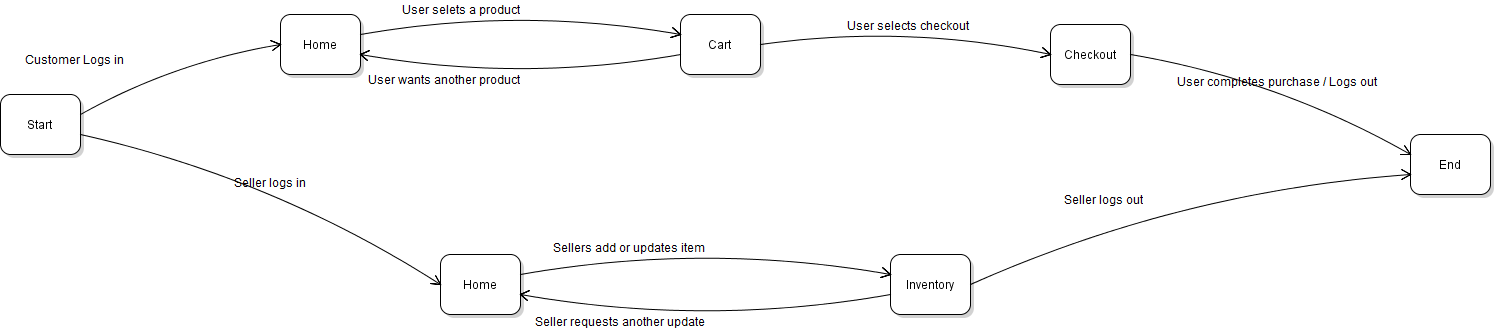 User selets a product
Home
Cart
User selects checkout
Checkout
Customer Logs in
User wants another product
User completes purchase / Logs out
Start
End
Seller logs in
Seller logs out
Sellers add or updates item
Home
Inventory
Seller requests another update